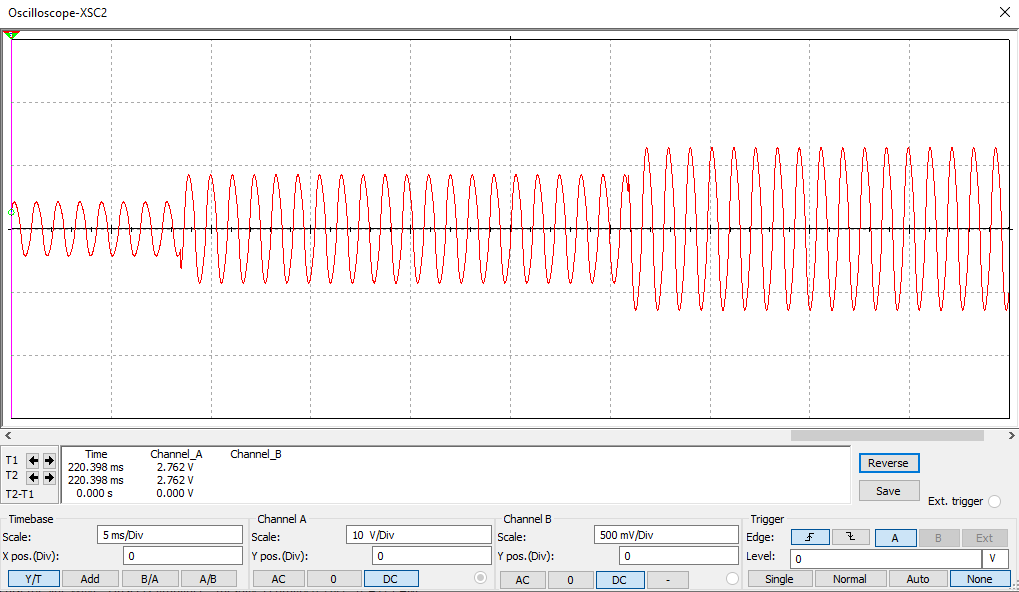 Oscilloscope-XSC2
T1
T2
T2-T1
Time Channel_A Channel_B
220.398 ms 2.762 V
220.398 ms 2.762 V
0.000 s 0.000 V
Reverse
Save
Ext. trigger
Timebase
Scale: 5 ms/Div
X pos.(Div): 0
Y/T Add B/A A/B
Channel A
Scale: 10 V/Div
Y pos.(Div): 0
AC 0 DC
Channel B
Scale: 500 mV/Div
Y pos.(Div): 0
AC 0 DC -
Trigger
Edge: A B Ext
Level: 0 V
Single Normal Auto None